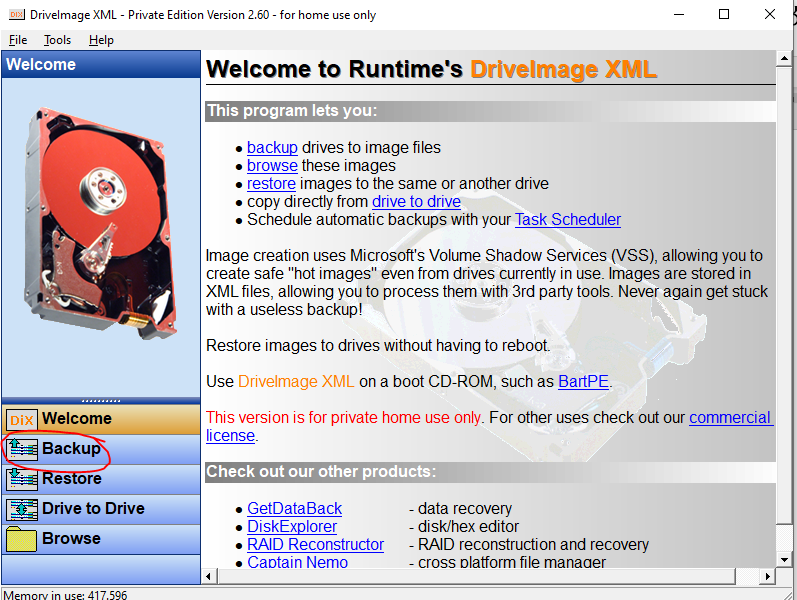 DriveImage XML - Private Edition Version 2.60 - for home use only
File Tools Help
Welcome
DiX Welcome
Backup
Restore
Drive to Drive
Browse
Welcome to Runtime's DriveImage XML
This program lets you:
● backup drives to image files
● browse these images
● restore images to the same or another drive
● copy directly from drive to drive
● Schedule automatic backups with your Task Scheduler
Image creation uses Microsoft's Volume Shadow Services (VSS), allowing you to
create safe "hot images" even from drives currently in use. Images are stored in
XML files, allowing you to process them with 3rd party tools. Never again get stuck
with a useless backup!
Restore images to drives without having to reboot.
Use DriveImage XML on a boot CD-ROM, such as BartPE.
This version is for private home use only. For other uses check out our commercial
license.
Check out our other products:
● GetDataBack - data recovery
● DiskExplorer - disk/hex editor
● RAID Reconstructor - RAID reconstruction and recovery
● Captain Nemo - cross platform file manager
Memory in use: 417,596